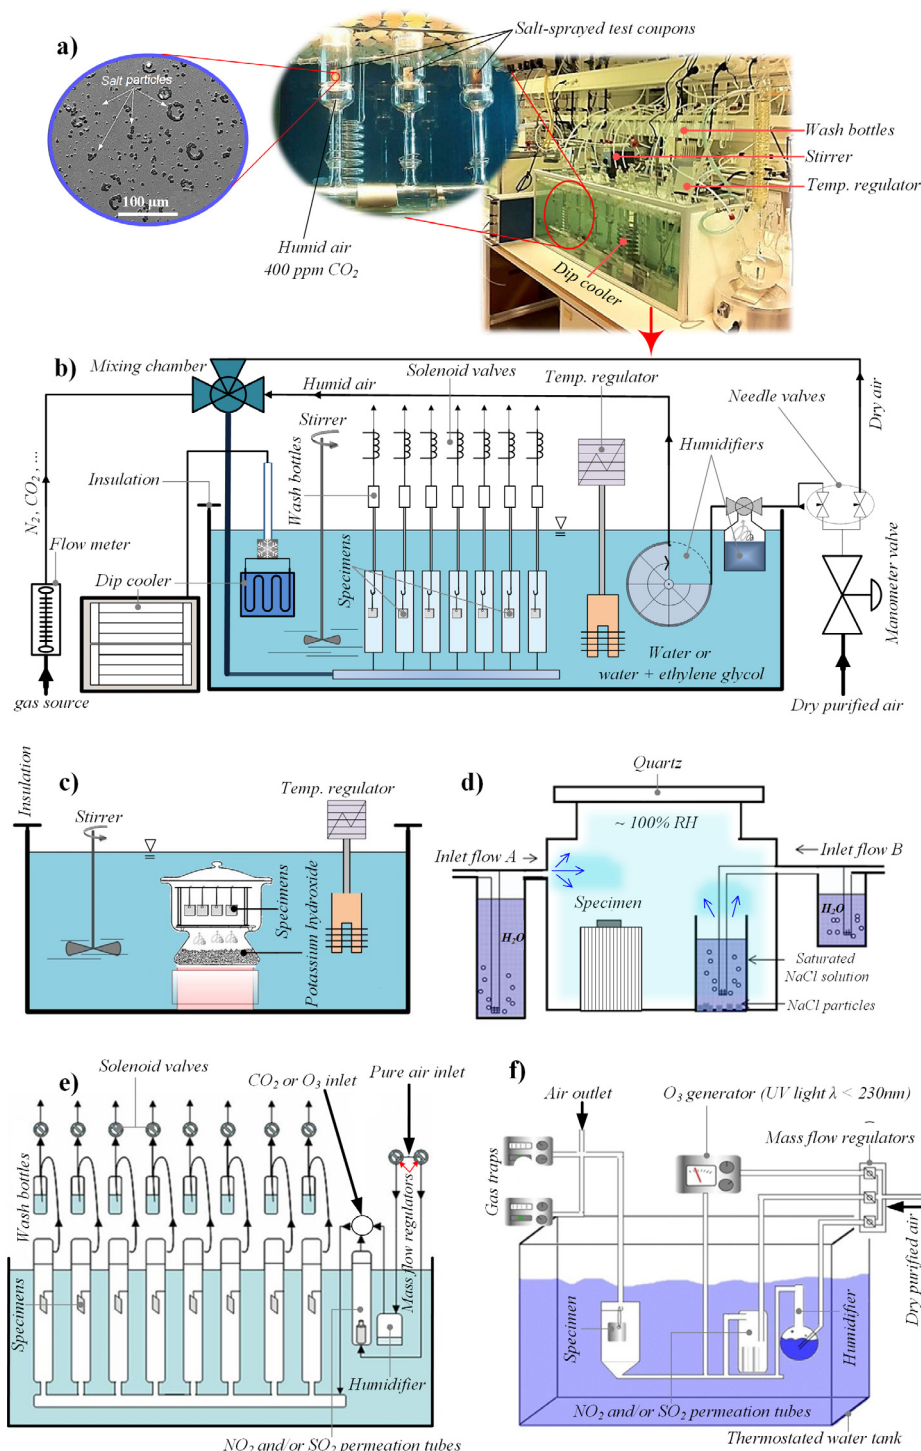 a)
Salt-sprayed test coupons
Salt particles
100 μm
Humid air
400 ppm CO₂
Wash bottles
Stirrer
Temp. regulator
Dip cooler
b)
Mixing chamber
Humid air
Solenoid valves
Temp. regulator
Needle valves
Dry air
Stirrer
Humidifiers
Wash bottles
Insulation
N₂, CO₂, ...
Flow meter
Dip cooler
Specimens
Manometer valve
Water or
water + ethylene glycol
gas source
Dry purified air
c)
Insulation
Stirrer
Temp. regulator
Specimens
Potassium hydroxide
d)
Quartz
~ 100% RH
Inlet flow A
Inlet flow B
Specimen
H₂O
H₂O
Saturated
NaCl solution
NaCl particles
e)
Solenoid valves
CO₂ or O₃ inlet
Pure air inlet
Wash bottles
Mass flow regulators
Specimens
Humidifier
NO₂ and/or SO₂ permeation tubes
f)
Air outlet
O₃ generator (UV light λ < 230nm)
Mass flow regulators
Gas traps
Dry purified air
Specimen
Humidifier
NO₂ and/or SO₂ permeation tubes
Thermostated water tank